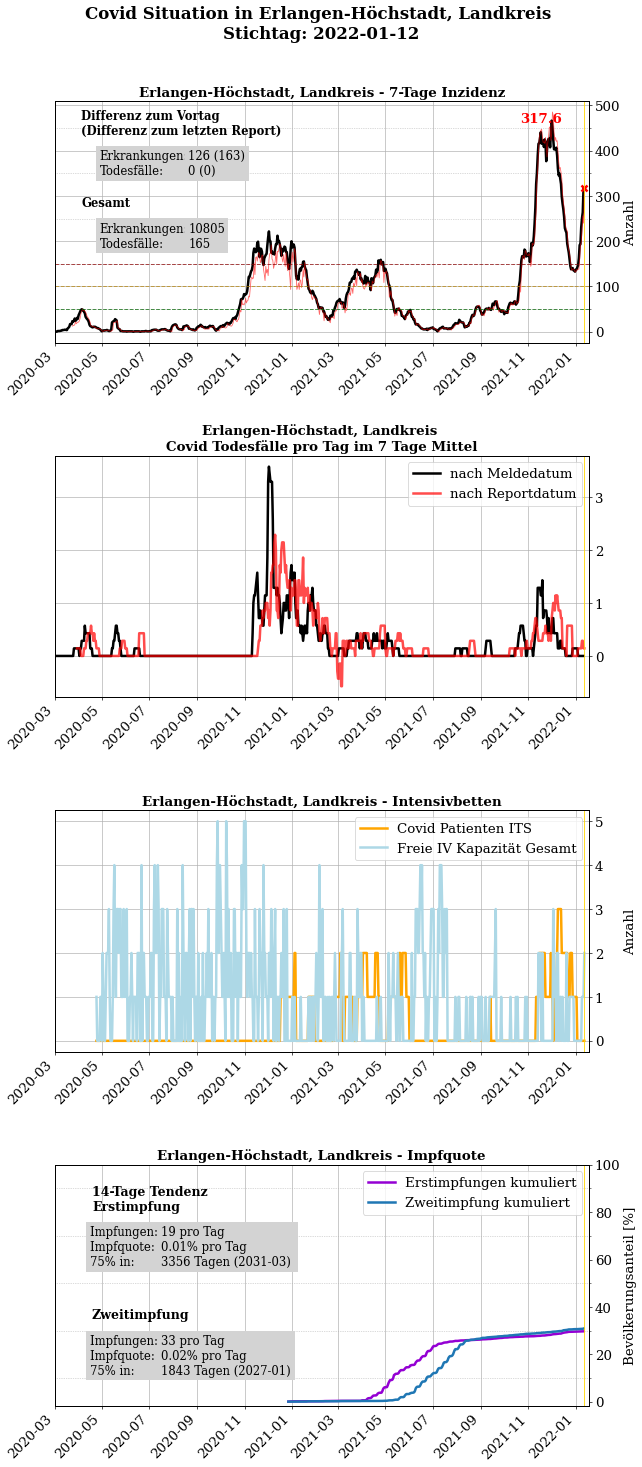 Covid Situation in Erlangen-Höchstadt, Landkreis
Stichtag: 2022-01-12
Erlangen-Höchstadt, Landkreis - 7-Tage Inzidenz
Differenz zum Vortag
(Differenz zum letzten Report)
Erkrankungen 126 (163)
Todesfälle: 0 (0)
Gesamt
Erkrankungen 10805
Todesfälle: 165
317.6
500
400
300
200
100
0
Anzahl
2020-03 2020-05 2020-07 2020-09 2020-11 2021-01 2021-03 2021-05 2021-07 2021-09 2021-11 2022-01
Erlangen-Höchstadt, Landkreis
Covid Todesfälle pro Tag im 7 Tage Mittel
nach Meldedatum
nach Reportdatum
3
2
1
0
2020-03 2020-05 2020-07 2020-09 2020-11 2021-01 2021-03 2021-05 2021-07 2021-09 2021-11 2022-01
Erlangen-Höchstadt, Landkreis - Intensivbetten
Covid Patienten ITS
Freie IV Kapazität Gesamt
5
4
3
2
1
0
Anzahl
2020-03 2020-05 2020-07 2020-09 2020-11 2021-01 2021-03 2021-05 2021-07 2021-09 2021-11 2022-01
Erlangen-Höchstadt, Landkreis - Impfquote
14-Tage Tendenz
Erstimpfung
Impfungen: 19 pro Tag
Impfquote: 0.01% pro Tag
75% in: 3356 Tagen (2031-03)
Zweitimpfung
Impfungen: 33 pro Tag
Impfquote: 0.02% pro Tag
75% in: 1843 Tagen (2027-01)
Erstimpfungen kumuliert
Zweitimpfung kumuliert
100
80
60
40
20
0
Bevölkerungsanteil [%]
2020-03 2020-05 2020-07 2020-09 2020-11 2021-01 2021-03 2021-05 2021-07 2021-09 2021-11 2022-01